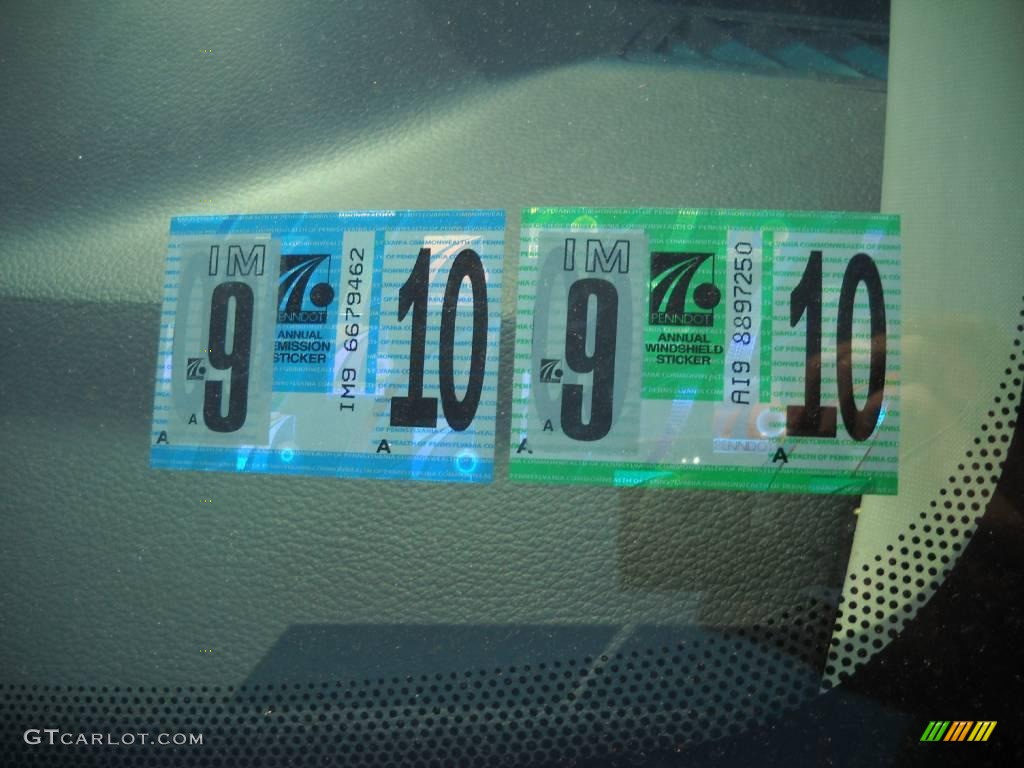 IM
9
A
A
PENNDOT
ANNUAL
EMISSION
STICKER
IM9 6679462
10
A
IM
9
A
A
PENNDOT
ANNUAL
WINDSHIELD
STICKER
AI9 8897250
10
PENNDOT
A
GTCARLOT.COM